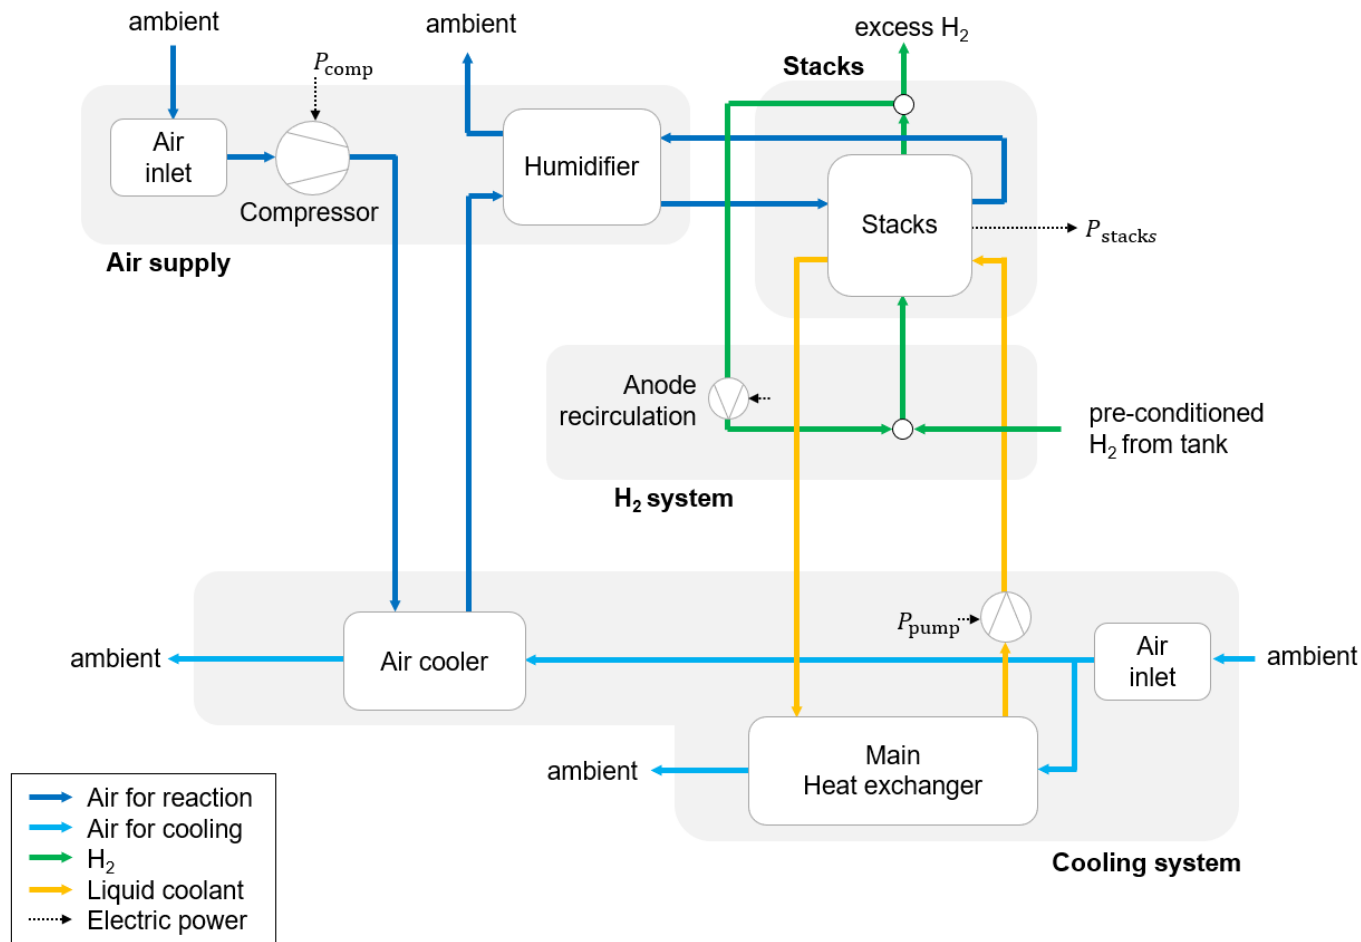 ambient
ambient
excess H₂
Stacks
P_comp
Air
inlet
Compressor
Humidifier
Stacks
P_stacks
Air supply
Anode
recirculation
pre-conditioned
H₂ from tank
H₂ system
P_pump
ambient
Air cooler
Air
inlet
ambient
ambient
Main
Heat exchanger
Cooling system
Air for reaction
Air for cooling
H₂
Liquid coolant
Electric power